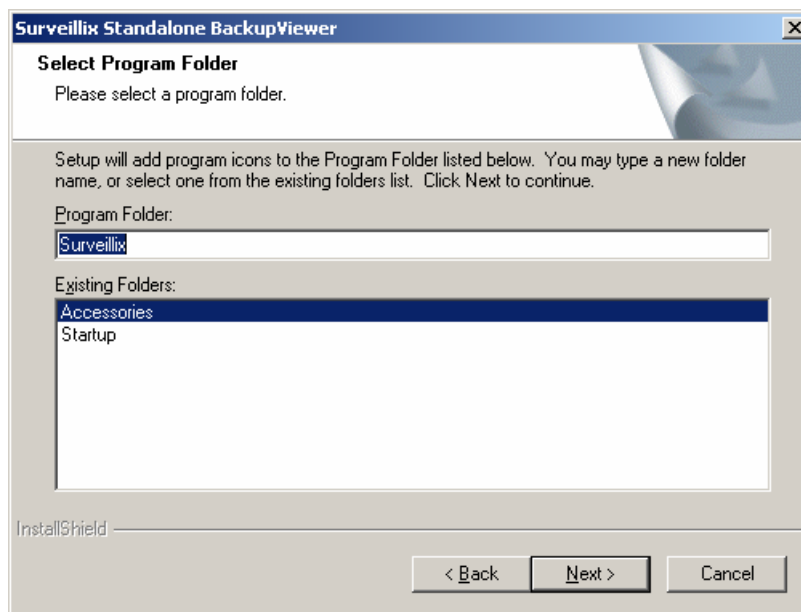 Surveillix Standalone BackupViewer
Select Program Folder
Please select a program folder.
Setup will add program icons to the Program Folder listed below.  You may type a new folder
name, or select one from the existing folders list.  Click Next to continue.
Program Folder:
Surveillix
Existing Folders:
Accessories
Startup
InstallShield
< Back
Next >
Cancel